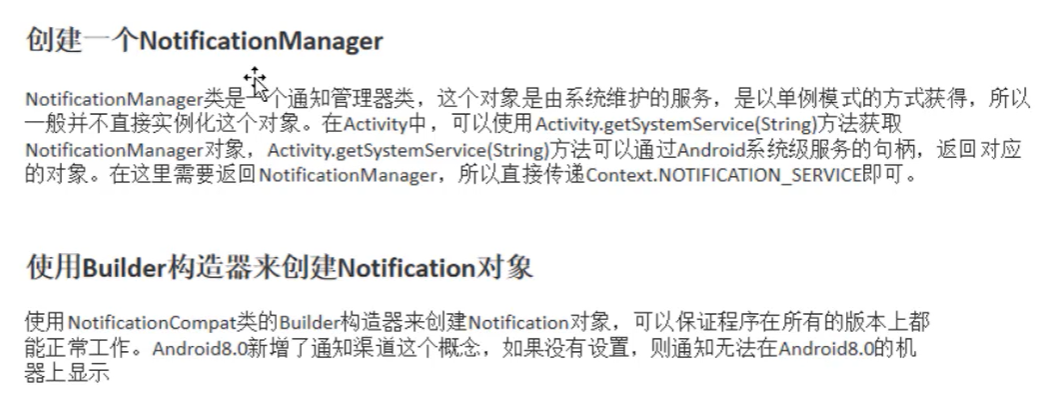 创建一个NotificationManager
NotificationManager类是一个通知管理器类，这个对象是由系统维护的服务，是以单例模式的方式获得，所以
一般并不直接实例化这个对象。在Activity中，可以使用Activity.getSystemService(String)方法获取
NotificationManager对象，Activity.getSystemService(String)方法可以通过Android系统级服务的句柄，返回对应
的对象。在这里需要返回NotificationManager，所以直接传递Context.NOTIFICATION_SERVICE即可。
使用Builder构造器来创建Notification对象
使用NotificationCompat类的Builder构造器来创建Notification对象，可以保证程序在所有的版本上都
能正常工作。Android8.0新增了通知渠道这个概念，如果没有设置，则通知无法在Android8.0的机
器上显示